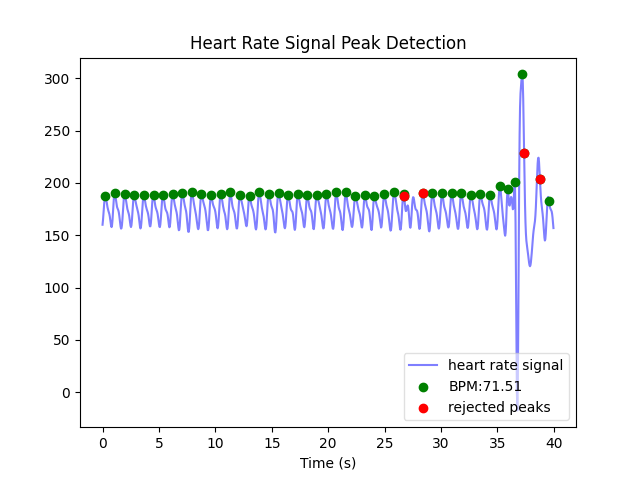 Heart Rate Signal Peak Detection
300
250
200
150
100
50
0
heart rate signal
BPM:71.51
rejected peaks
0 5 10 15 20 25 30 35 40
Time (s)